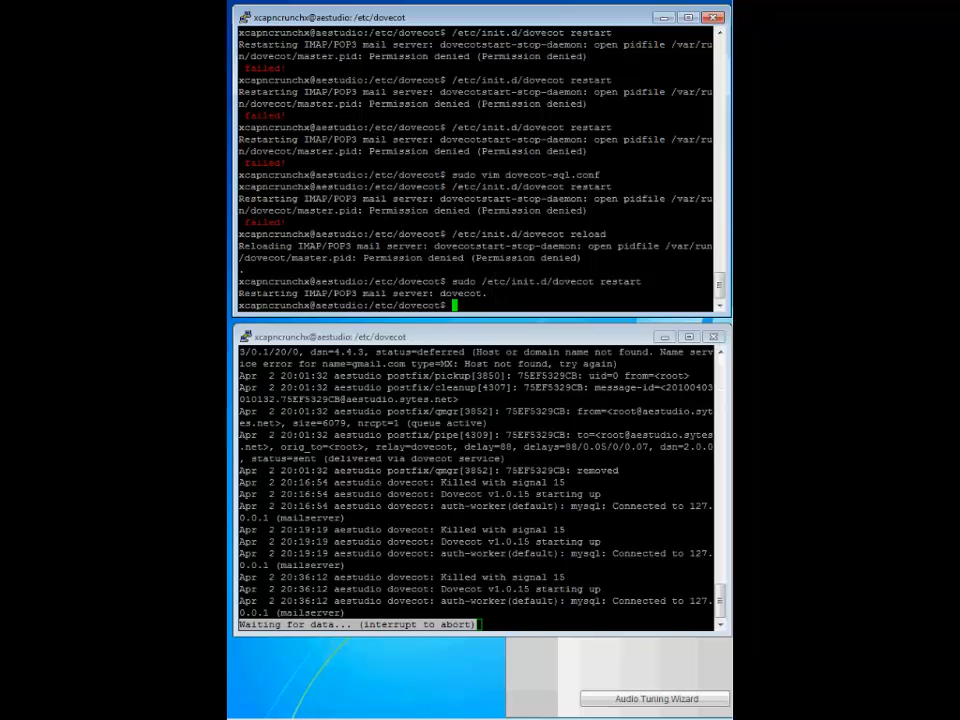 xcapncrunchx@aestudio: /etc/dovecot
xcapncrunchx@aestudio:/etc/dovecot$ /etc/init.d/dovecot restart
Restarting IMAP/POP3 mail server: dovecotstart-stop-daemon: open pidfile /var/ru
n/dovecot/master.pid: Permission denied (Permission denied)
failed!
xcapncrunchx@aestudio:/etc/dovecot$ /etc/init.d/dovecot restart
Restarting IMAP/POP3 mail server: dovecotstart-stop-daemon: open pidfile /var/ru
n/dovecot/master.pid: Permission denied (Permission denied)
failed!
xcapncrunchx@aestudio:/etc/dovecot$ /etc/init.d/dovecot restart
Restarting IMAP/POP3 mail server: dovecotstart-stop-daemon: open pidfile /var/ru
n/dovecot/master.pid: Permission denied (Permission denied)
failed!
xcapncrunchx@aestudio:/etc/dovecot$ sudo vim dovecot-sql.conf
xcapncrunchx@aestudio:/etc/dovecot$ /etc/init.d/dovecot restart
Restarting IMAP/POP3 mail server: dovecotstart-stop-daemon: open pidfile /var/ru
n/dovecot/master.pid: Permission denied (Permission denied)
failed!
xcapncrunchx@aestudio:/etc/dovecot$ /etc/init.d/dovecot reload
Reloading IMAP/POP3 mail server: dovecotstart-stop-daemon: open pidfile /var/run
/dovecot/master.pid: Permission denied (Permission denied)
.
xcapncrunchx@aestudio:/etc/dovecot$ sudo /etc/init.d/dovecot restart
Restarting IMAP/POP3 mail server: dovecot.
xcapncrunchx@aestudio:/etc/dovecot$
xcapncrunchx@aestudio: /etc/dovecot
3/0.1/20/0, dsn=4.4.3, status=deferred (Host or domain name not found. Name serv
ice error for name=gmail.com type=MX: Host not found, try again)
Apr  2 20:01:32 aestudio postfix/pickup[3850]: 75EF5329CB: uid=0 from=<root>
Apr  2 20:01:32 aestudio postfix/cleanup[4307]: 75EF5329CB: message-id=<20100403
010132.75EF5329CB@aestudio.sytes.net>
Apr  2 20:01:32 aestudio postfix/qmgr[3852]: 75EF5329CB: from=<root@aestudio.syt
es.net>, size=6079, nrcpt=1 (queue active)
Apr  2 20:01:32 aestudio postfix/pipe[4309]: 75EF5329CB: to=<root@aestudio.sytes
.net>, orig_to=<root>, relay=dovecot, delay=88, delays=88/0.05/0/0.07, dsn=2.0.0
, status=sent (delivered via dovecot service)
Apr  2 20:01:32 aestudio postfix/qmgr[3852]: 75EF5329CB: removed
Apr  2 20:16:54 aestudio dovecot: Killed with signal 15
Apr  2 20:16:54 aestudio dovecot: Dovecot v1.0.15 starting up
Apr  2 20:16:54 aestudio dovecot: auth-worker(default): mysql: Connected to 127.
0.0.1 (mailserver)
Apr  2 20:19:19 aestudio dovecot: Killed with signal 15
Apr  2 20:19:19 aestudio dovecot: Dovecot v1.0.15 starting up
Apr  2 20:19:19 aestudio dovecot: auth-worker(default): mysql: Connected to 127.
0.0.1 (mailserver)
Apr  2 20:36:12 aestudio dovecot: Killed with signal 15
Apr  2 20:36:12 aestudio dovecot: Dovecot v1.0.15 starting up
Apr  2 20:36:12 aestudio dovecot: auth-worker(default): mysql: Connected to 127.
0.0.1 (mailserver)
Waiting for data... (interrupt to abort)
Audio Tuning Wizard